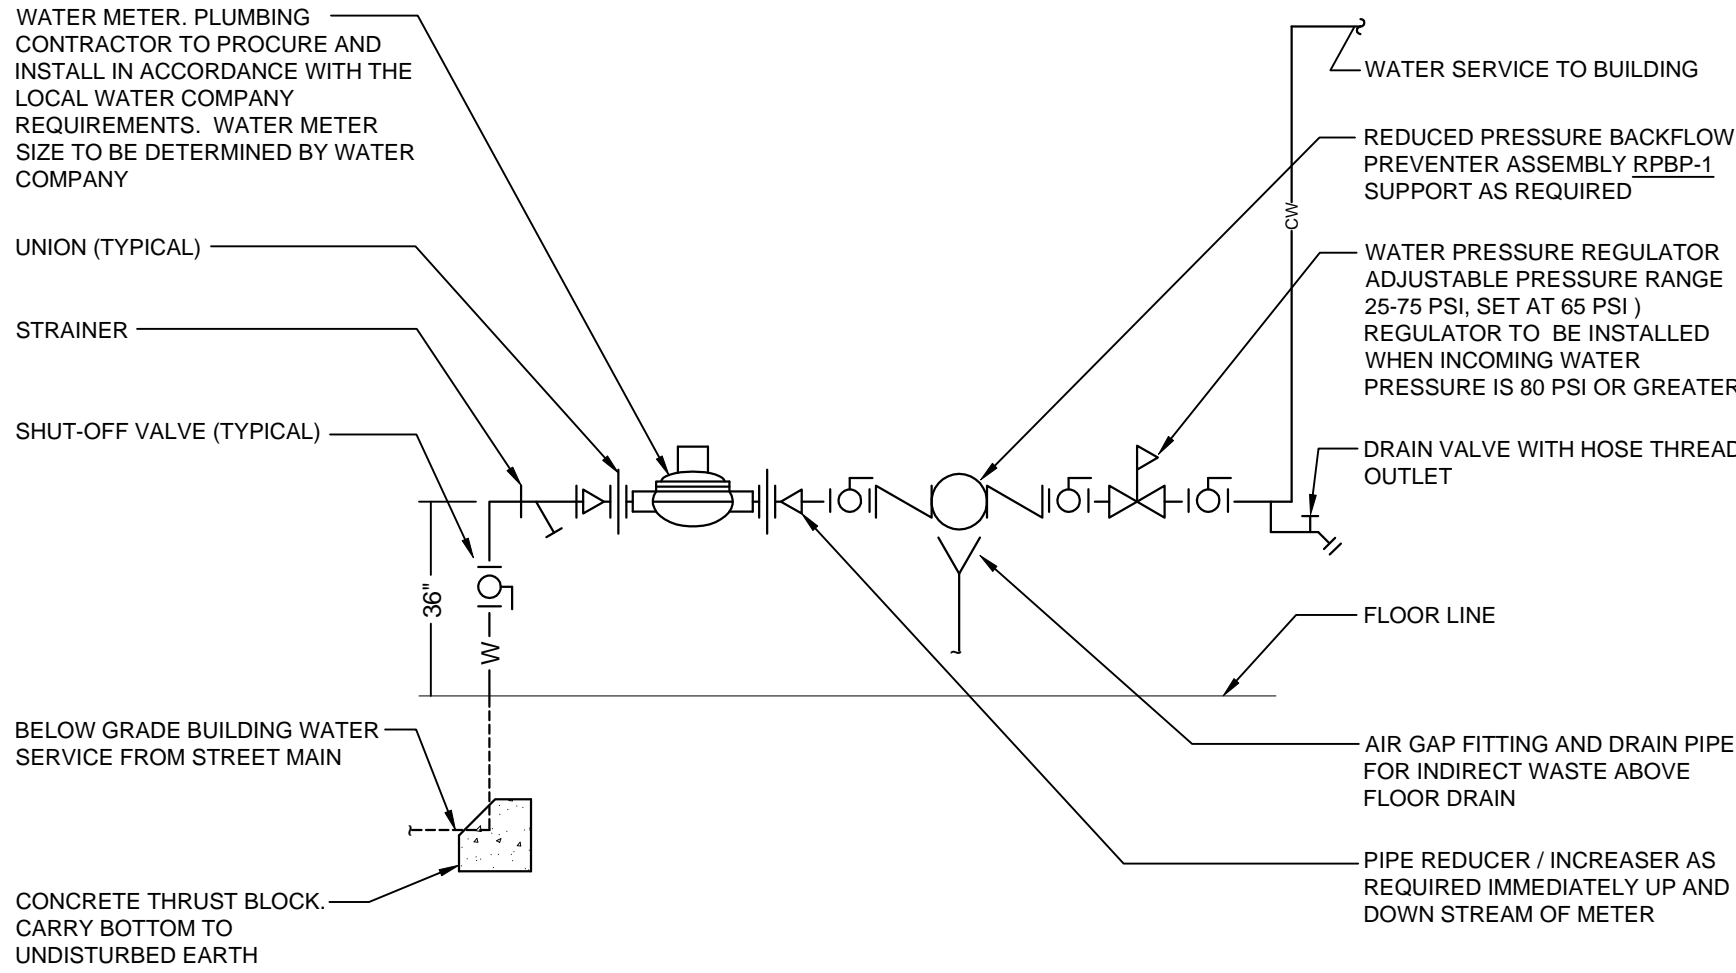 WATER METER. PLUMBING
CONTRACTOR TO PROCURE AND
INSTALL IN ACCORDANCE WITH THE
LOCAL WATER COMPANY
REQUIREMENTS.  WATER METER
SIZE TO BE DETERMINED BY WATER
COMPANY
UNION (TYPICAL)
STRAINER
SHUT-OFF VALVE (TYPICAL)
36"
W
BELOW GRADE BUILDING WATER
SERVICE FROM STREET MAIN
CONCRETE THRUST BLOCK.
CARRY BOTTOM TO
UNDISTURBED EARTH
CW
WATER SERVICE TO BUILDING
REDUCED PRESSURE BACKFLOW
PREVENTER ASSEMBLY RPBP-1
SUPPORT AS REQUIRED
WATER PRESSURE REGULATOR
ADJUSTABLE PRESSURE RANGE
25-75 PSI, SET AT 65 PSI )
REGULATOR TO  BE INSTALLED
WHEN INCOMING WATER
PRESSURE IS 80 PSI OR GREATER
DRAIN VALVE WITH HOSE THREAD
OUTLET
FLOOR LINE
AIR GAP FITTING AND DRAIN PIPE
FOR INDIRECT WASTE ABOVE
FLOOR DRAIN
PIPE REDUCER / INCREASER AS
REQUIRED IMMEDIATELY UP AND
DOWN STREAM OF METER